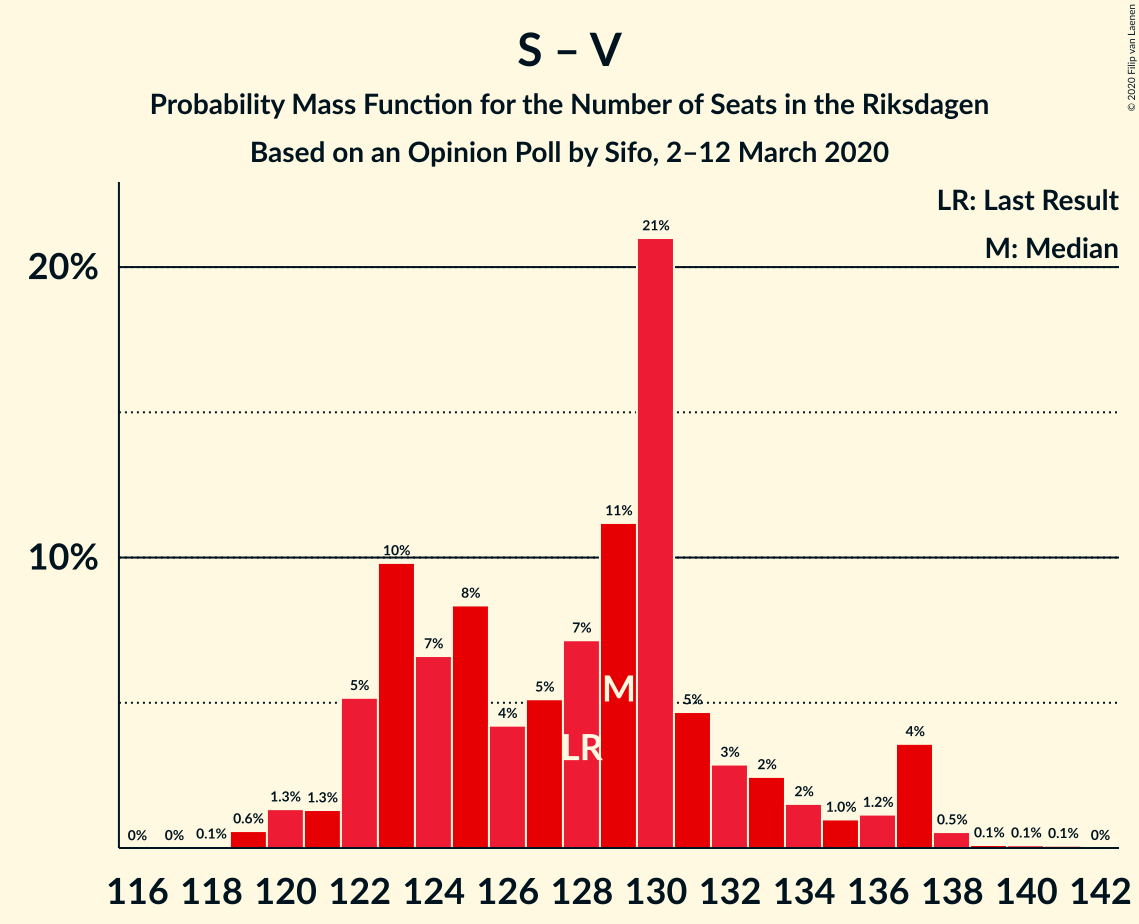 © 2020 Filip van Laenen
S – V
Probability Mass Function for the Number of Seats in the Riksdagen
Based on an Opinion Poll by Sifo, 2–12 March 2020
LR: Last Result
M: Median
20%
10%
0% 0% 0.1% 0.6% 1.3% 1.3% 5% 10% 7% 8% 4% 5% 7% 11% 21% 5% 3% 2% 2% 1.0% 1.2% 4% 0.5% 0.1% 0.1% 0.1% 0%
M
LR
116 118 120 122 124 126 128 130 132 134 136 138 140 142